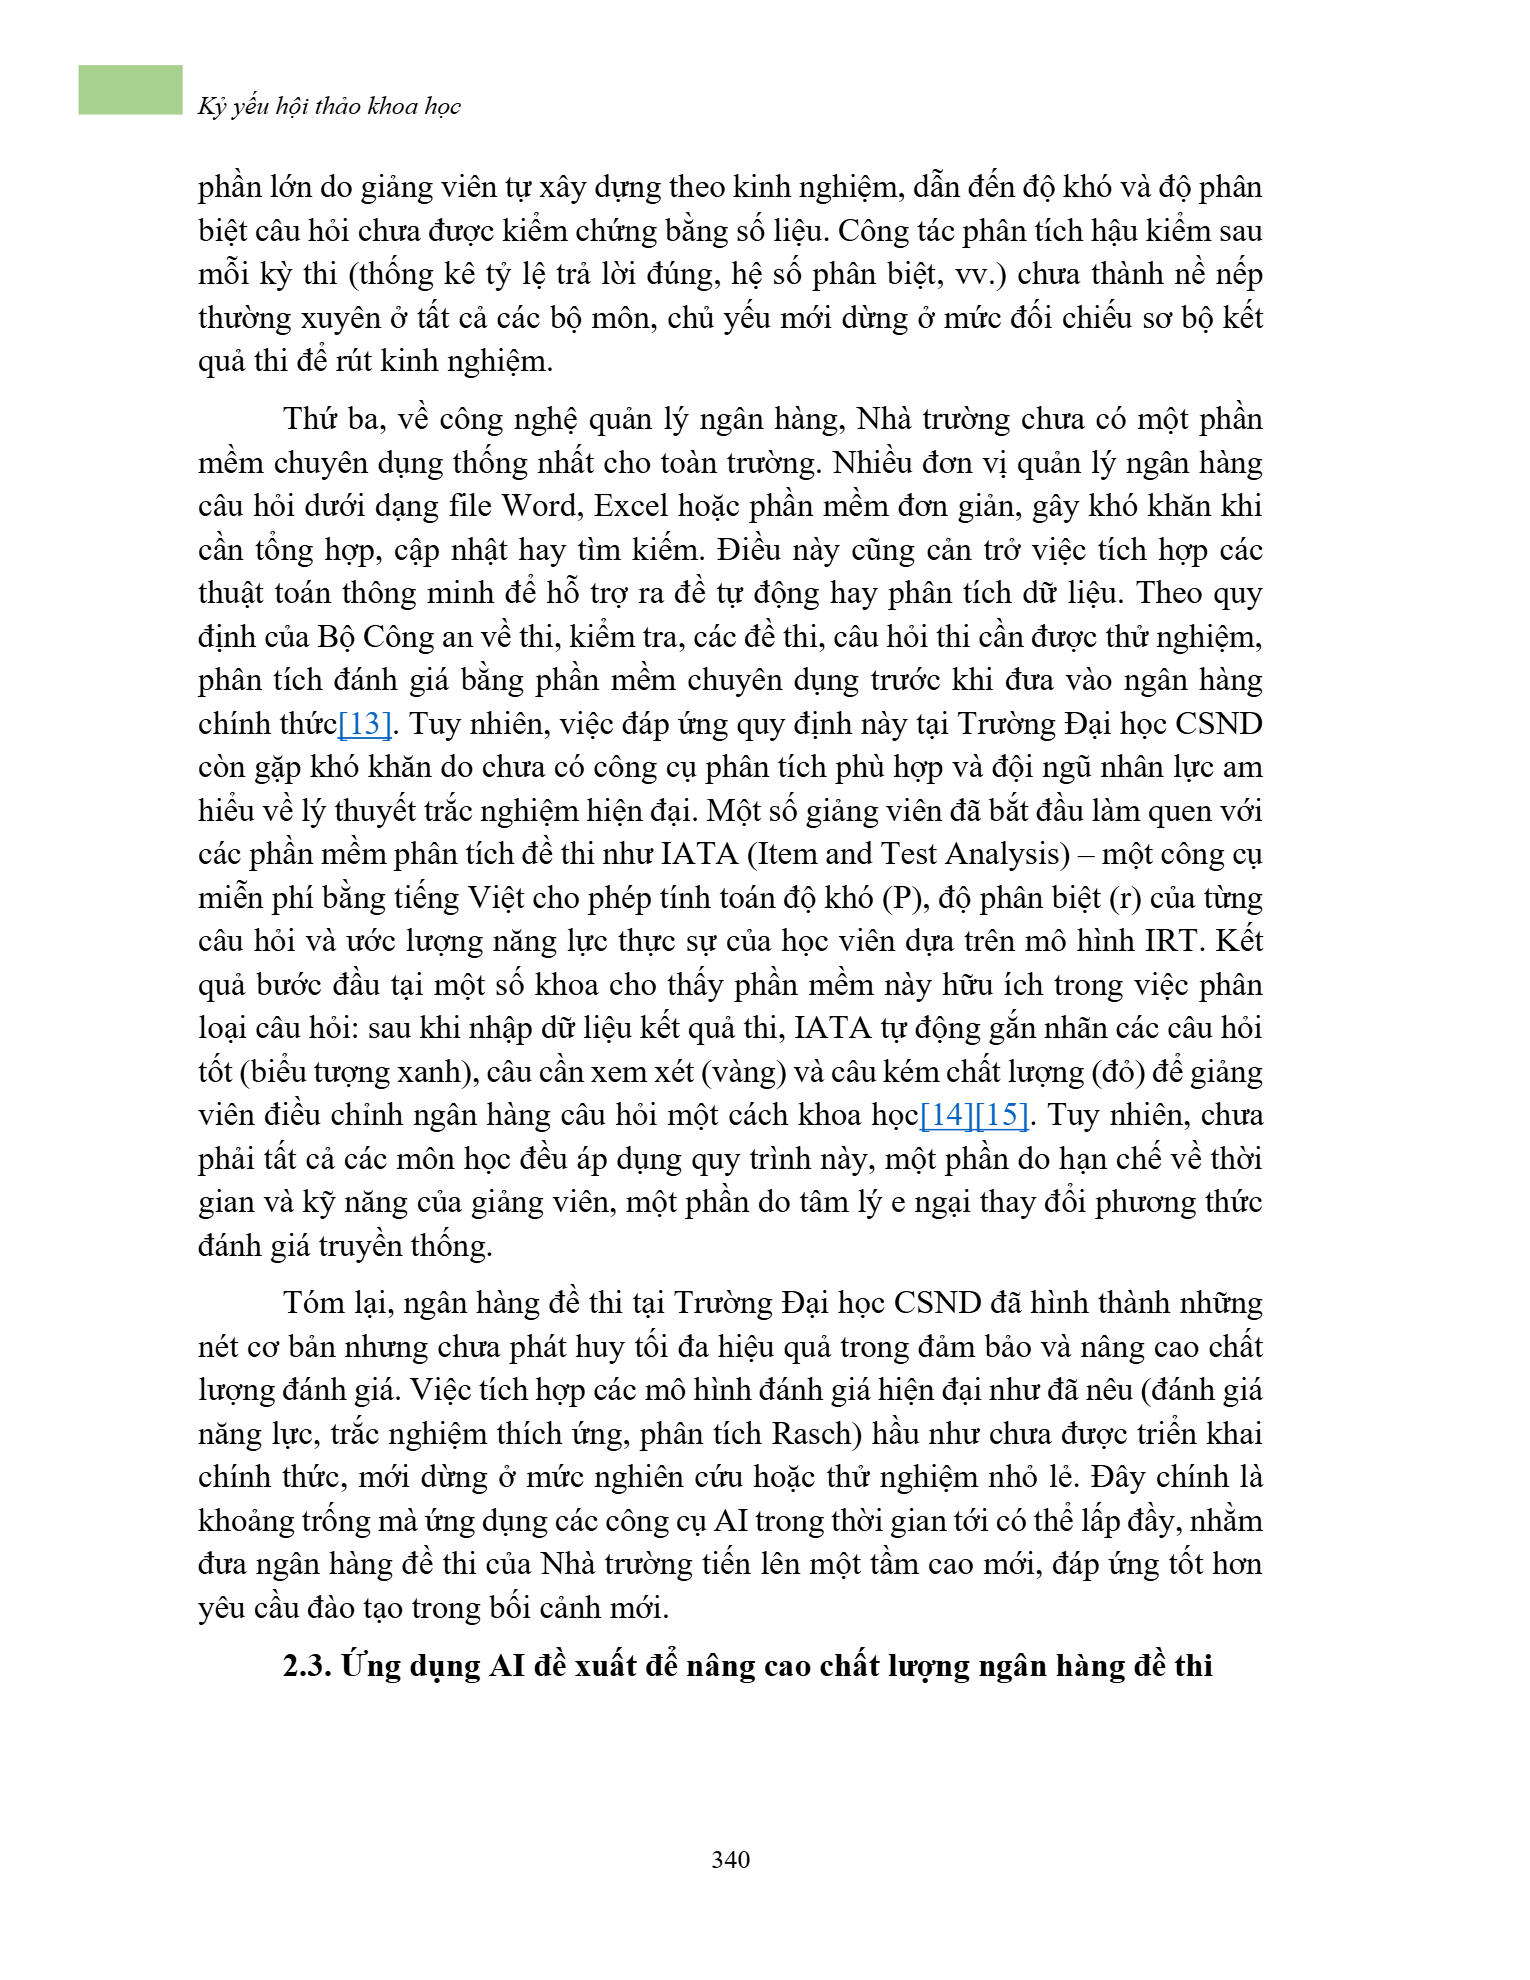 Kỷ yếu hội thảo khoa học
phần lớn do giảng viên tự xây dựng theo kinh nghiệm, dẫn đến độ khó và độ phân
biệt câu hỏi chưa được kiểm chứng bằng số liệu. Công tác phân tích hậu kiểm sau
mỗi kỳ thi (thống kê tỷ lệ trả lời đúng, hệ số phân biệt, vv.) chưa thành nề nếp
thường xuyên ở tất cả các bộ môn, chủ yếu mới dừng ở mức đối chiếu sơ bộ kết
quả thi để rút kinh nghiệm.
Thứ ba, về công nghệ quản lý ngân hàng, Nhà trường chưa có một phần
mềm chuyên dụng thống nhất cho toàn trường. Nhiều đơn vị quản lý ngân hàng
câu hỏi dưới dạng file Word, Excel hoặc phần mềm đơn giản, gây khó khăn khi
cần tổng hợp, cập nhật hay tìm kiếm. Điều này cũng cản trở việc tích hợp các
thuật toán thông minh để hỗ trợ ra đề tự động hay phân tích dữ liệu. Theo quy
định của Bộ Công an về thi, kiểm tra, các đề thi, câu hỏi thi cần được thử nghiệm,
phân tích đánh giá bằng phần mềm chuyên dụng trước khi đưa vào ngân hàng
chính thức[13]. Tuy nhiên, việc đáp ứng quy định này tại Trường Đại học CSND
còn gặp khó khăn do chưa có công cụ phân tích phù hợp và đội ngũ nhân lực am
hiểu về lý thuyết trắc nghiệm hiện đại. Một số giảng viên đã bắt đầu làm quen với
các phần mềm phân tích đề thi như IATA (Item and Test Analysis) – một công cụ
miễn phí bằng tiếng Việt cho phép tính toán độ khó (P), độ phân biệt (r) của từng
câu hỏi và ước lượng năng lực thực sự của học viên dựa trên mô hình IRT. Kết
quả bước đầu tại một số khoa cho thấy phần mềm này hữu ích trong việc phân
loại câu hỏi: sau khi nhập dữ liệu kết quả thi, IATA tự động gắn nhãn các câu hỏi
tốt (biểu tượng xanh), câu cần xem xét (vàng) và câu kém chất lượng (đỏ) để giảng
viên điều chỉnh ngân hàng câu hỏi một cách khoa học[14][15]. Tuy nhiên, chưa
phải tất cả các môn học đều áp dụng quy trình này, một phần do hạn chế về thời
gian và kỹ năng của giảng viên, một phần do tâm lý e ngại thay đổi phương thức
đánh giá truyền thống.
Tóm lại, ngân hàng đề thi tại Trường Đại học CSND đã hình thành những
nét cơ bản nhưng chưa phát huy tối đa hiệu quả trong đảm bảo và nâng cao chất
lượng đánh giá. Việc tích hợp các mô hình đánh giá hiện đại như đã nêu (đánh giá
năng lực, trắc nghiệm thích ứng, phân tích Rasch) hầu như chưa được triển khai
chính thức, mới dừng ở mức nghiên cứu hoặc thử nghiệm nhỏ lẻ. Đây chính là
khoảng trống mà ứng dụng các công cụ AI trong thời gian tới có thể lấp đầy, nhằm
đưa ngân hàng đề thi của Nhà trường tiến lên một tầm cao mới, đáp ứng tốt hơn
yêu cầu đào tạo trong bối cảnh mới.
2.3. Ứng dụng AI đề xuất để nâng cao chất lượng ngân hàng đề thi
340